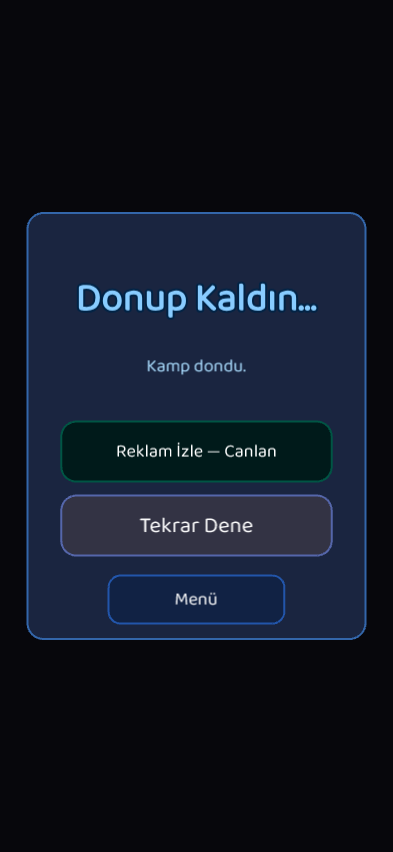 Donup Kaldın...
Kamp dondu.
Reklam İzle — Canlan
Tekrar Dene
Menü